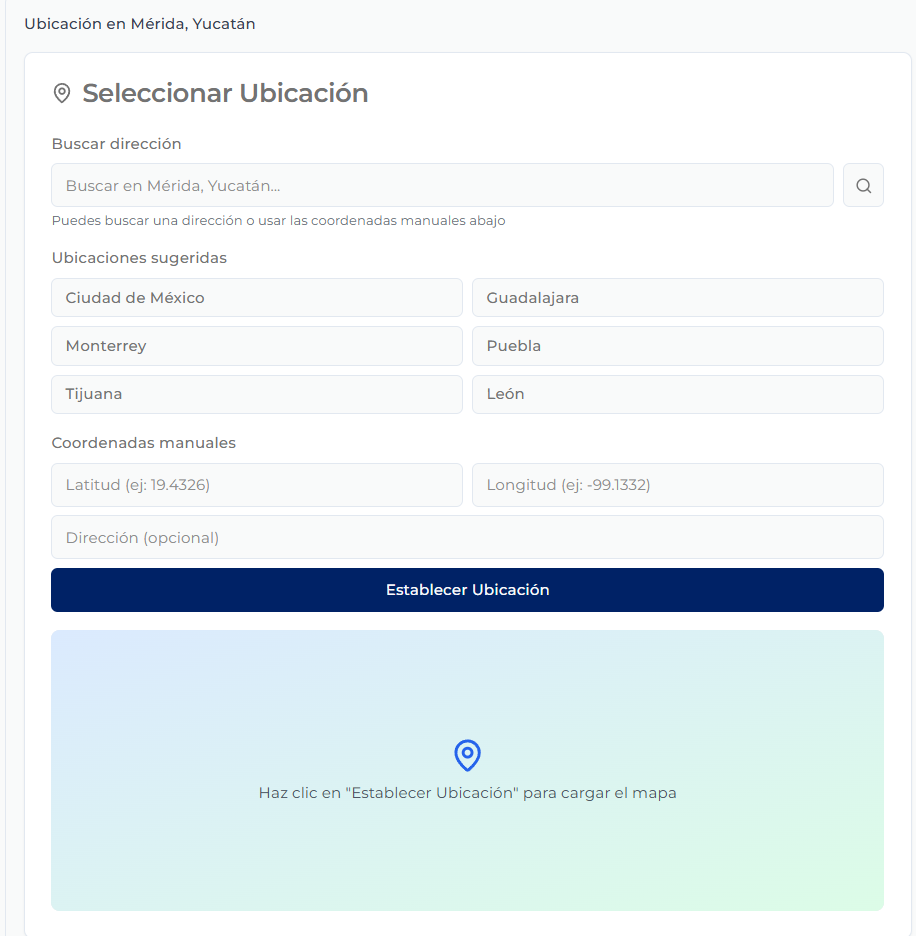 Ubicación en Mérida, Yucatán
Seleccionar Ubicación
Buscar dirección
Buscar en Mérida, Yucatán...
Puedes buscar una dirección o usar las coordenadas manuales abajo
Ubicaciones sugeridas
Ciudad de México
Guadalajara
Monterrey
Puebla
Tijuana
León
Coordenadas manuales
Latitud (ej: 19.4326)
Longitud (ej: -99.1332)
Dirección (opcional)
Establecer Ubicación
Haz clic en "Establecer Ubicación" para cargar el mapa